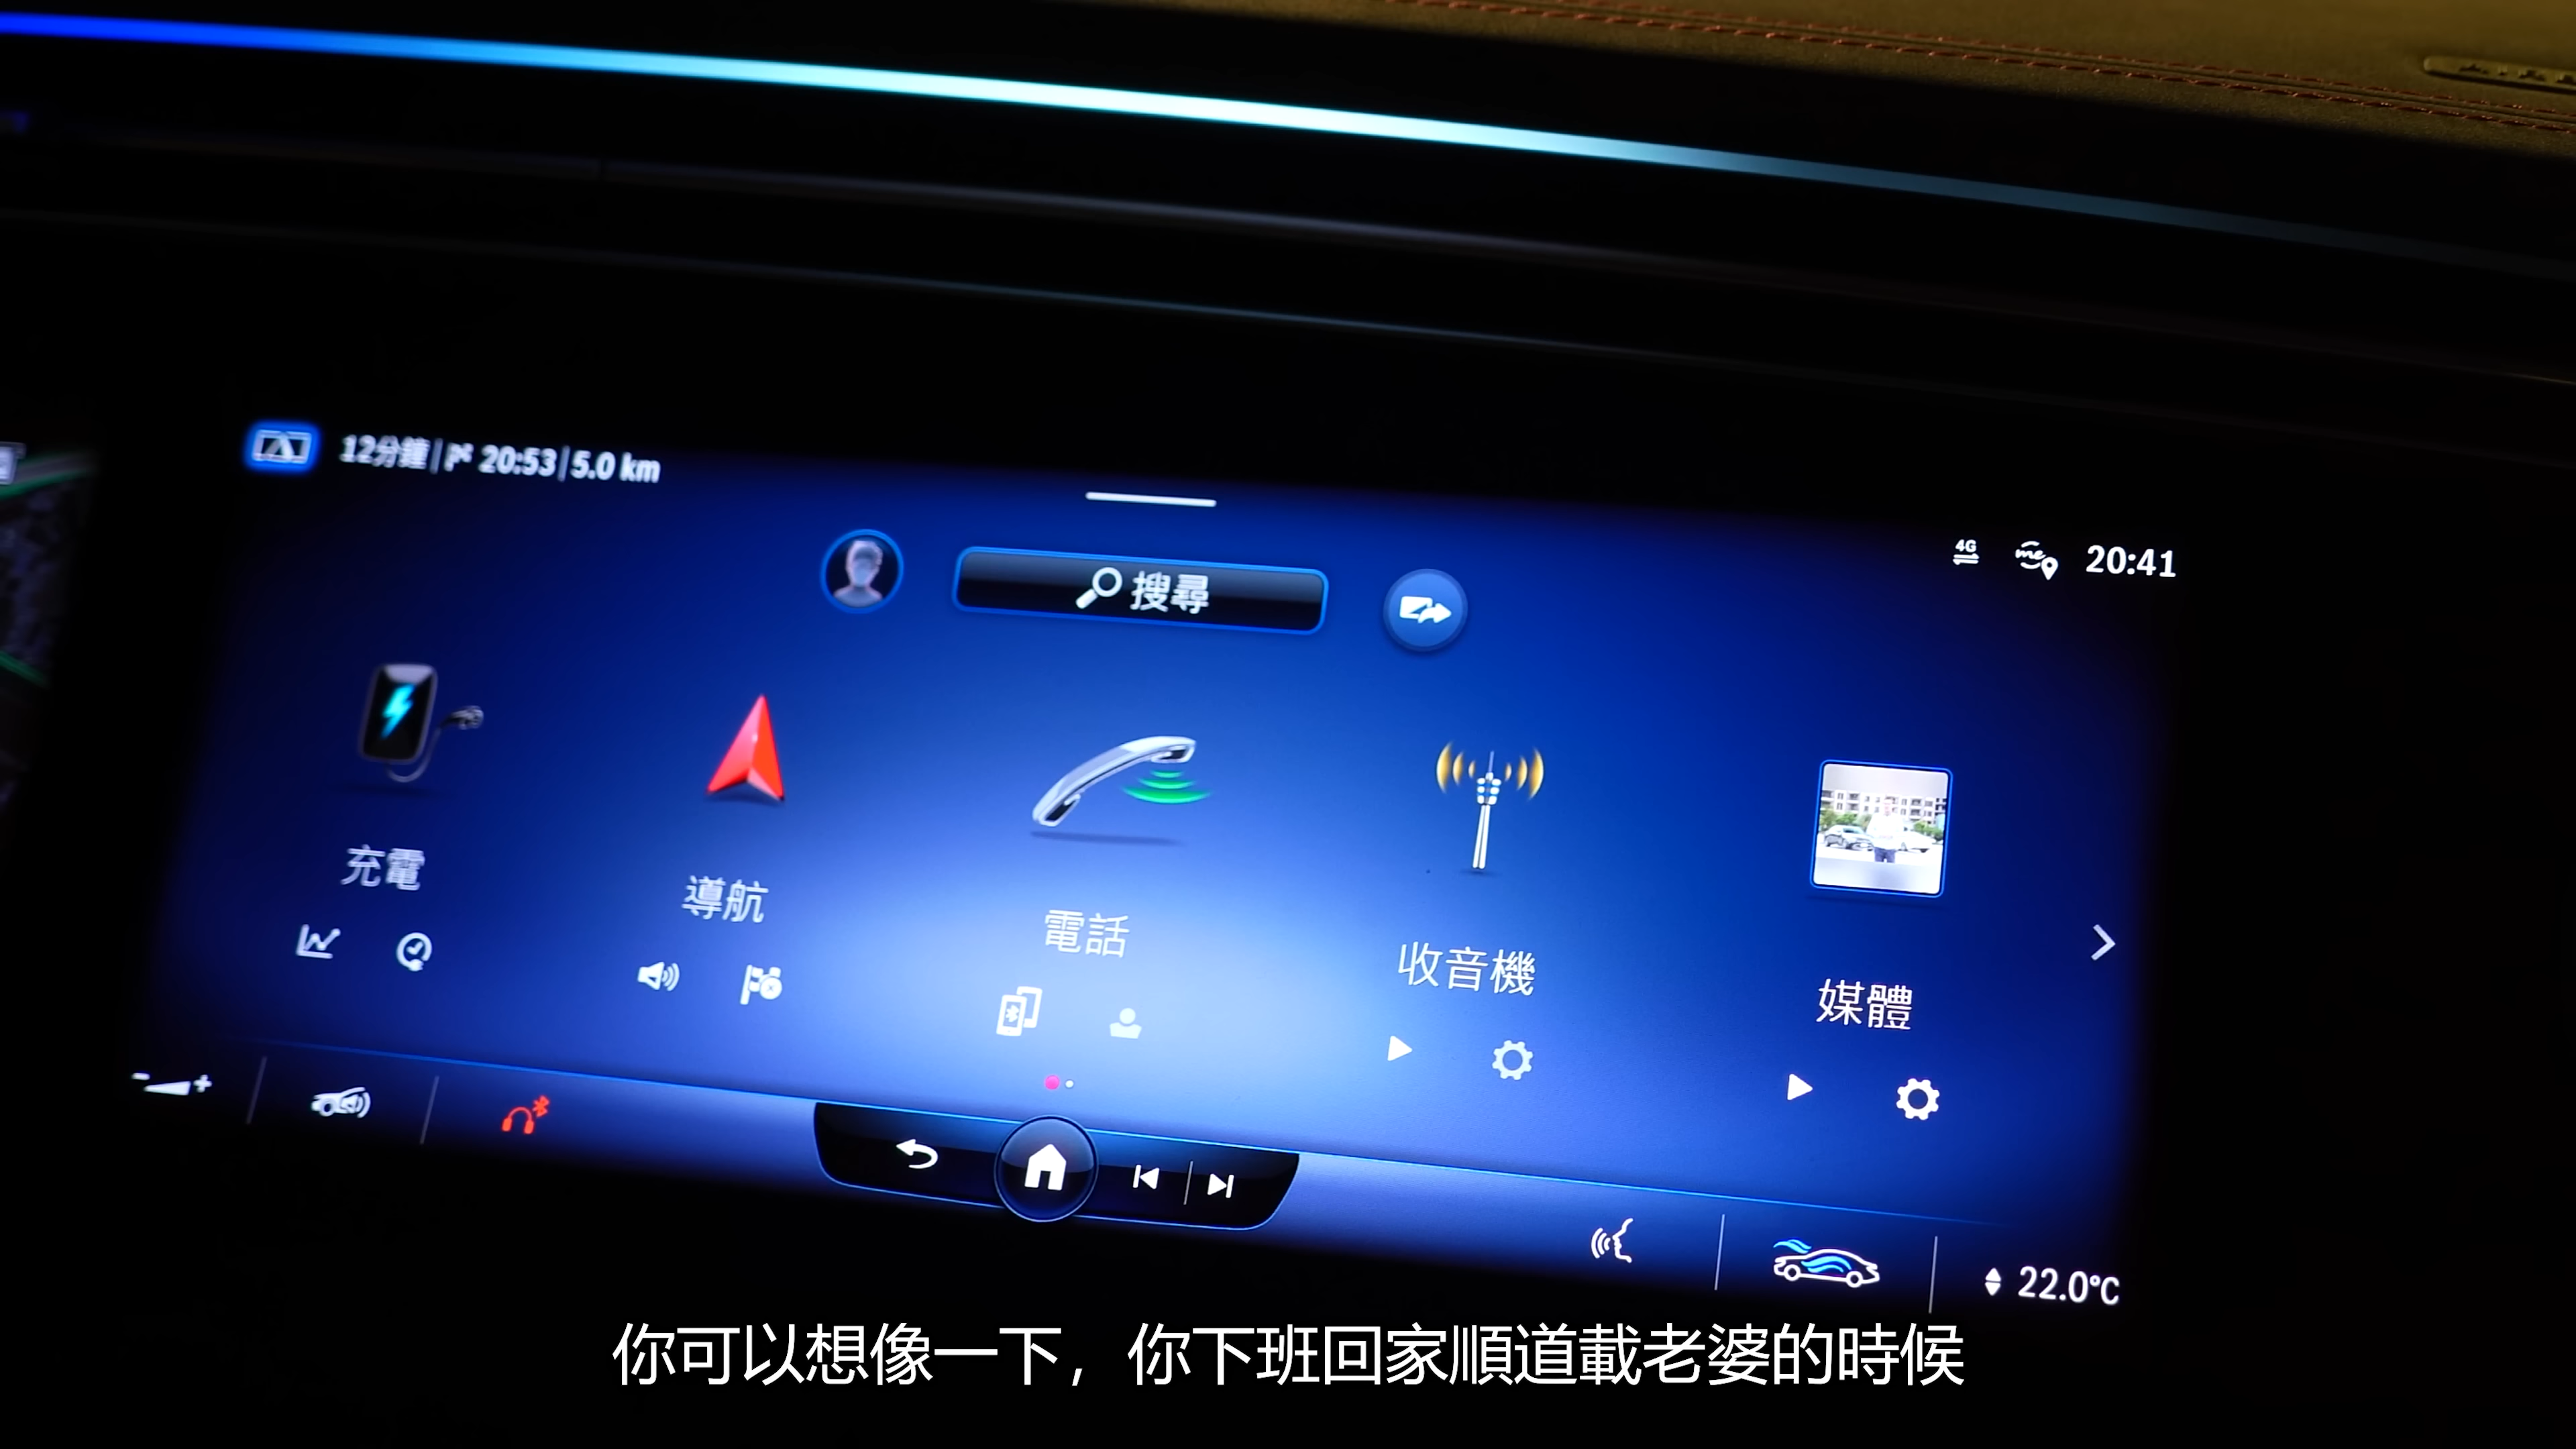 12分鐘 | 20:53 | 5.0 km
4G me 20:41
搜尋
充電
導航
電話
收音機
媒體
22.0°C
你可以想像一下，你下班回家順道載老婆的時候